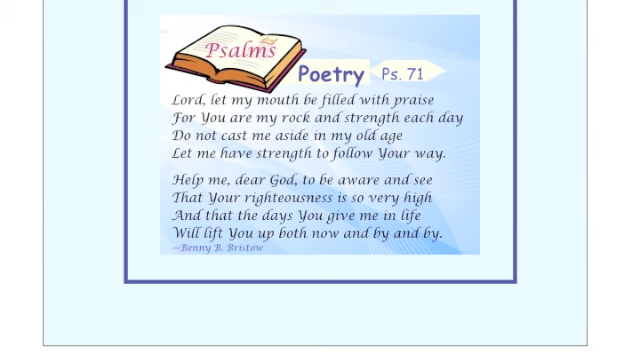 Psalms
Poetry Ps. 71
Lord, let my mouth be filled with praise
For You are my rock and strength each day
Do not cast me aside in my old age
Let me have strength to follow Your way.
Help me, dear God, to be aware and see
That Your righteousness is so very high
And that the days You give me in life
Will lift You up both now and by and by.
—Benny B. Bristow